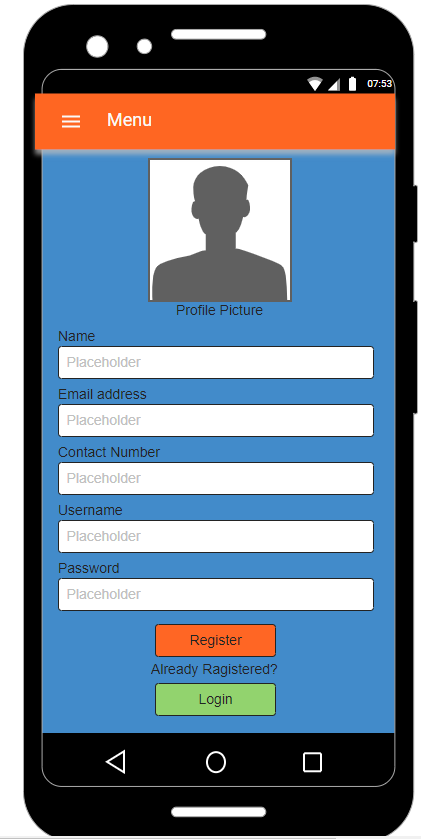 07:53
Menu
Profile Picture
Name
Placeholder
Email address
Placeholder
Contact Number
Placeholder
Username
Placeholder
Password
Placeholder
Register
Already Ragistered?
Login